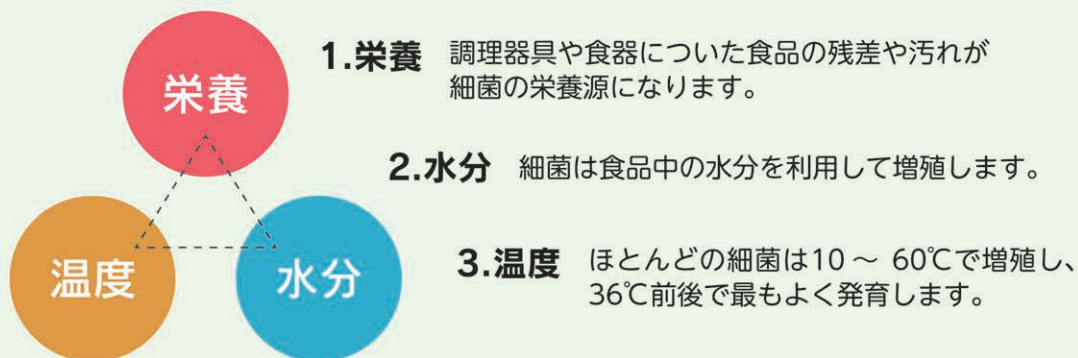 栄養
温度
水分
1.栄養 調理器具や食器についた食品の残差や汚れが
細菌の栄養源になります。
2.水分 細菌は食品中の水分を利用して増殖します。
3.温度 ほとんどの細菌は10 〜 60℃で増殖し、
36℃前後で最もよく発育します。